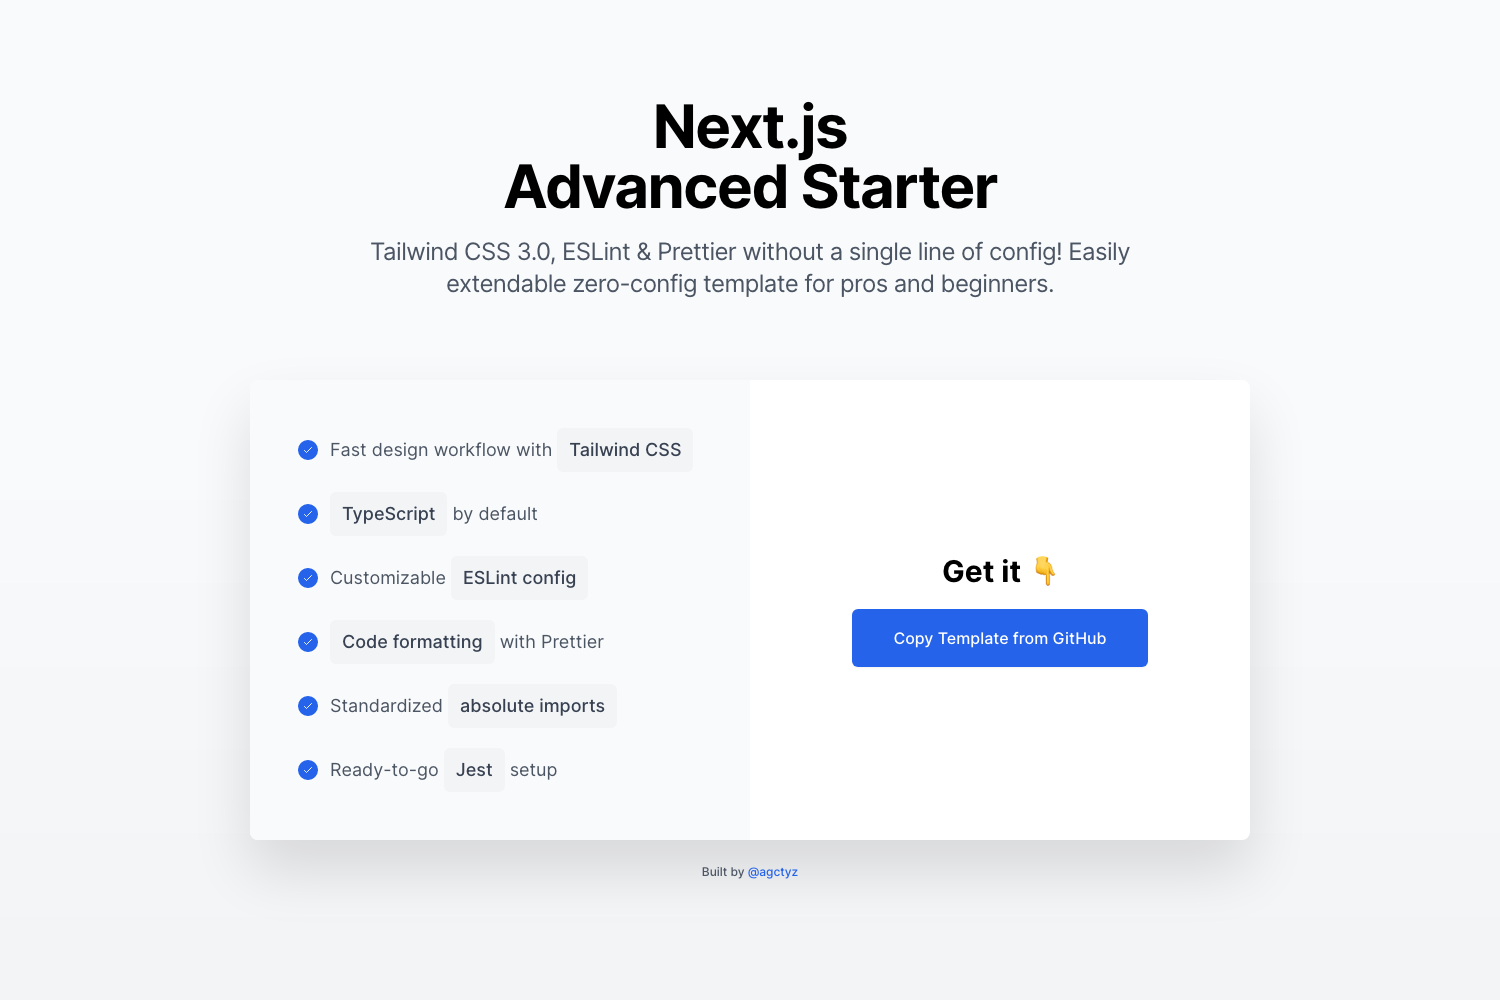 Next.js
Advanced Starter
Tailwind CSS 3.0, ESLint & Prettier without a single line of config! Easily
extendable zero-config template for pros and beginners.
Fast design workflow with Tailwind CSS
TypeScript by default
Customizable ESLint config
Code formatting with Prettier
Standardized absolute imports
Ready-to-go Jest setup
Get it 👇
Copy Template from GitHub
Built by @agctyz